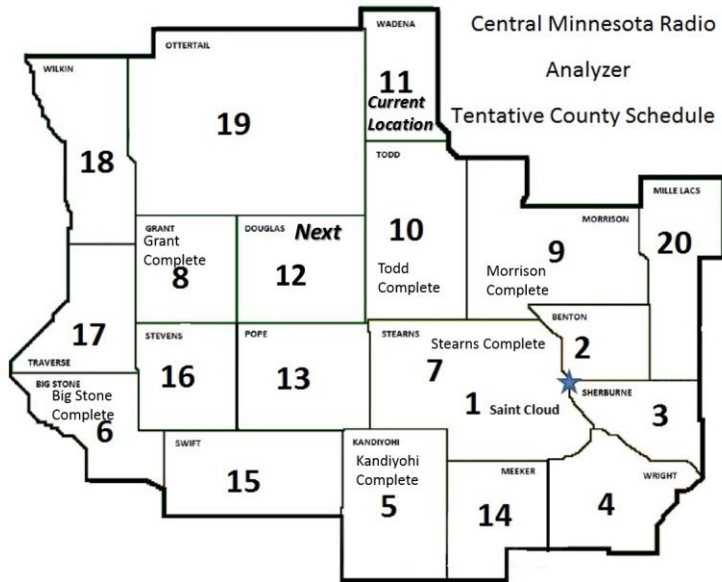 Central Minnesota Radio
Analyzer
Tentative County Schedule
WADENA
11
Current
Location
OTTERTAIL
19
WILKIN
18
TODD
10
Todd
Complete
MILLE LACS
20
MORRISON
9
Morrison
Complete
GRANT
Grant
Complete
8
DOUGLAS
Next
12
BENTON
2
17
TRAVERSE
STEVENS
16
POPE
13
STEARNS
Stearns Complete
7
1
Saint Cloud
SHERBURNE
3
BIG STONE
Big Stone
Complete
6
SWIFT
15
KANDIYOHI
Kandiyohi
Complete
5
MEEKER
14
WRIGHT
4